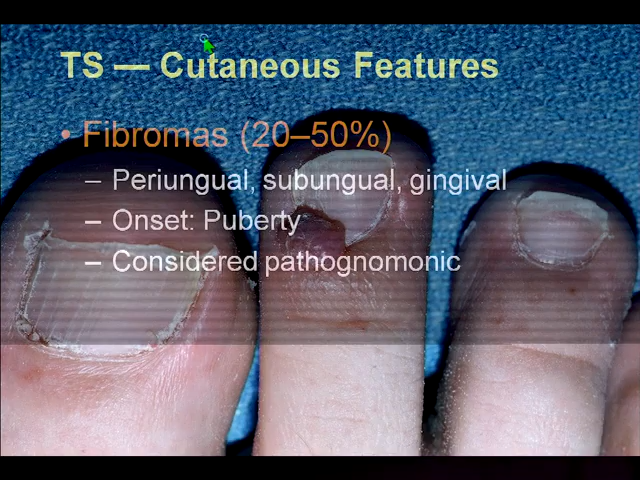 TS — Cutaneous Features
• Fibromas (20–50%)
– Periungual, subungual, gingival
– Onset: Puberty
– Considered pathognomonic